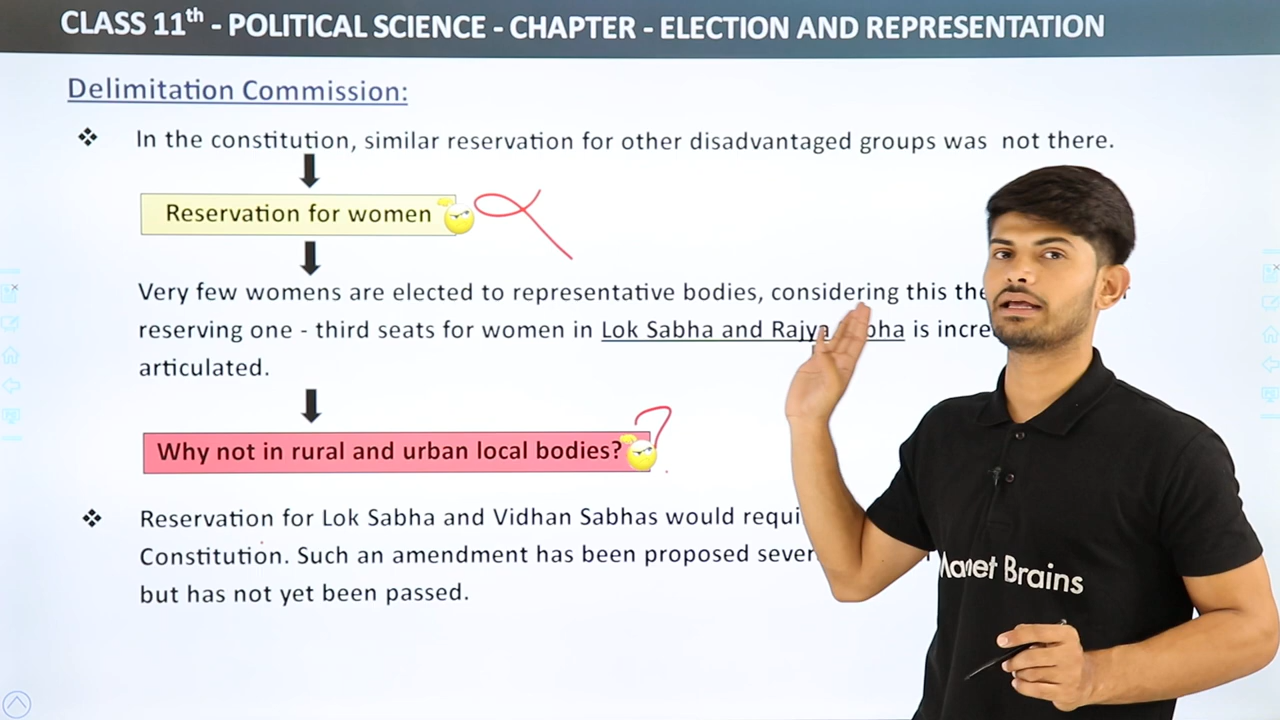 CLASS 11th - POLITICAL SCIENCE - CHAPTER - ELECTION AND REPRESENTATION
Delimitation Commission:
❖ In the constitution, similar reservation for other disadvantaged groups was not there.
Reservation for women
Very few womens are elected to representative bodies, considering this
reserving one - third seats for women in Lok Sabha and Rajya is
articulated.
Why not in rural and urban local bodies?
❖ Reservation for Lok Sabha and Vidhan Sabhas would
Constitution. Such an amendment has been proposed
but has not yet been passed.
Brains